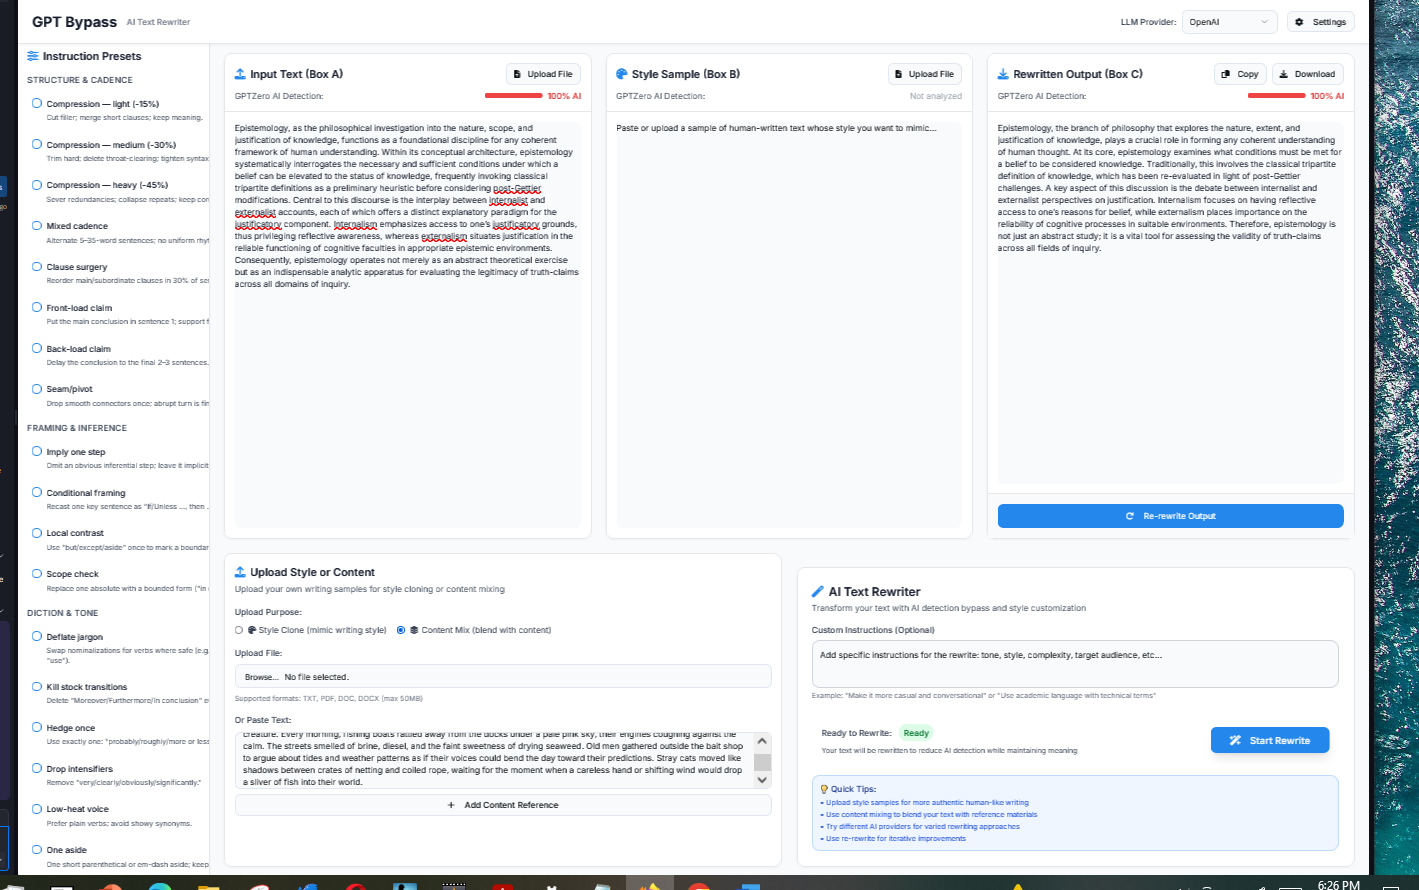 GPT Bypass AI Text Rewriter
LLM Provider: OpenAI Settings
Instruction Presets
STRUCTURE & CADENCE
Compression — light (-15%)
Cut filler; merge short clauses; keep meaning.
Compression — medium (-30%)
Trim hard; delete throat-clearing; tighten syntax
Compression — heavy (-45%)
Sever redundancies; collapse repeats; keep
Mixed cadence
Alternate 5–35-word sentences; no uniform
Clause surgery
Reorder main/subordinate clauses in 30% of
Front-load claim
Put the main conclusion in sentence 1; support
Back-load claim
Delay the conclusion to the final 2–3 sentences.
Seam/pivot
Drop smooth connectors once; abrupt turn is
FRAMING & INFERENCE
Imply one step
Omit an obvious inferential step; leave it implicit
Conditional framing
Recast one key sentence as "If/Unless ..., then
Local contrast
Use "but/except/aside" once to mark a
Scope check
Replace one absolute with a bounded form ("in
DICTION & TONE
Deflate jargon
Swap nominalizations for verbs where safe (e.g.
"use").
Kill stock transitions
Delete "Moreover/Furthermore/In conclusion"
Hedge once
Use exactly one: "probably/roughly/more or less
Drop intensifiers
Remove "very/clearly/obviously/significantly."
Low-heat voice
Prefer plain verbs; avoid showy synonyms.
One aside
One short parenthetical or em-dash aside; keep
Input Text (Box A) Upload File
GPTZero AI Detection: 100% AI
Epistemology, as the philosophical investigation into the nature, scope, and
justification of knowledge, functions as a foundational discipline for any coherent
framework of human understanding. Within its conceptual architecture, epistemology
systematically interrogates the necessary and sufficient conditions under which a
belief can be elevated to the status of knowledge, frequently invoking classical
tripartite definitions as a preliminary heuristic before considering post-Gettier
modifications. Central to this discourse is the interplay between internalist and
externalist accounts, each of which offers a distinct explanatory paradigm for the
justificatory component. Internalism emphasizes access to one's justificatory grounds,
thus privileging reflective awareness, whereas externalism situates justification in the
reliable functioning of cognitive faculties in appropriate epistemic environments.
Consequently, epistemology operates not merely as an abstract theoretical exercise
but as an indispensable analytic apparatus for evaluating the legitimacy of truth-claims
across all domains of inquiry.
Style Sample (Box B) Upload File
GPTZero AI Detection: Not analyzed
Paste or upload a sample of human-written text whose style you want to mimic...
Rewritten Output (Box C) Copy Download
GPTZero AI Detection: 100% AI
Epistemology, the branch of philosophy that explores the nature, extent, and
justification of knowledge, plays a crucial role in forming any coherent understanding
of human thought. At its core, epistemology examines what conditions must be met for
a belief to be considered knowledge. Traditionally, this involves the classical tripartite
definition of knowledge, which has been re-evaluated in light of post-Gettier
challenges. A key aspect of this discussion is the debate between internalist and
externalist perspectives on justification. Internalism focuses on having reflective
access to one's reasons for belief, while externalism places importance on the
reliability of cognitive processes in suitable environments. Therefore, epistemology is
not just an abstract study; it is a vital tool for assessing the validity of truth-claims
across all fields of inquiry.
Re-rewrite Output
Upload Style or Content
Upload your own writing samples for style cloning or content mixing
Upload Purpose:
Style Clone (mimic writing style) Content Mix (blend with content)
Upload File:
Browse... No file selected.
Supported formats: TXT, PDF, DOC, DOCX (max 50MB)
Or Paste Text:
creature. Every morning, fishing boats rattled away from the docks under a pale pink sky, their engines coughing against the
calm. The streets smelled of brine, diesel, and the faint sweetness of drying seaweed. Old men gathered outside the bait shop
to argue about tides and weather patterns as if their voices could bend the day toward their predictions. Stray cats moved like
shadows between crates of netting and coiled rope, waiting for the moment when a careless hand or shifting wind would drop
a sliver of fish into their world.
+ Add Content Reference
AI Text Rewriter
Transform your text with AI detection bypass and style customization
Custom Instructions (Optional)
Add specific instructions for the rewrite: tone, style, complexity, target audience, etc...
Example: "Make it more casual and conversational" or "Use academic language with technical terms"
Ready to Rewrite: Ready
Your text will be rewritten to reduce AI detection while maintaining meaning
Start Rewrite
Quick Tips:
• Upload style samples for more authentic human-like writing
• Use content mixing to blend your text with reference materials
• Try different AI providers for varied rewriting approaches
• Use re-rewrite for iterative improvements
6:26 PM